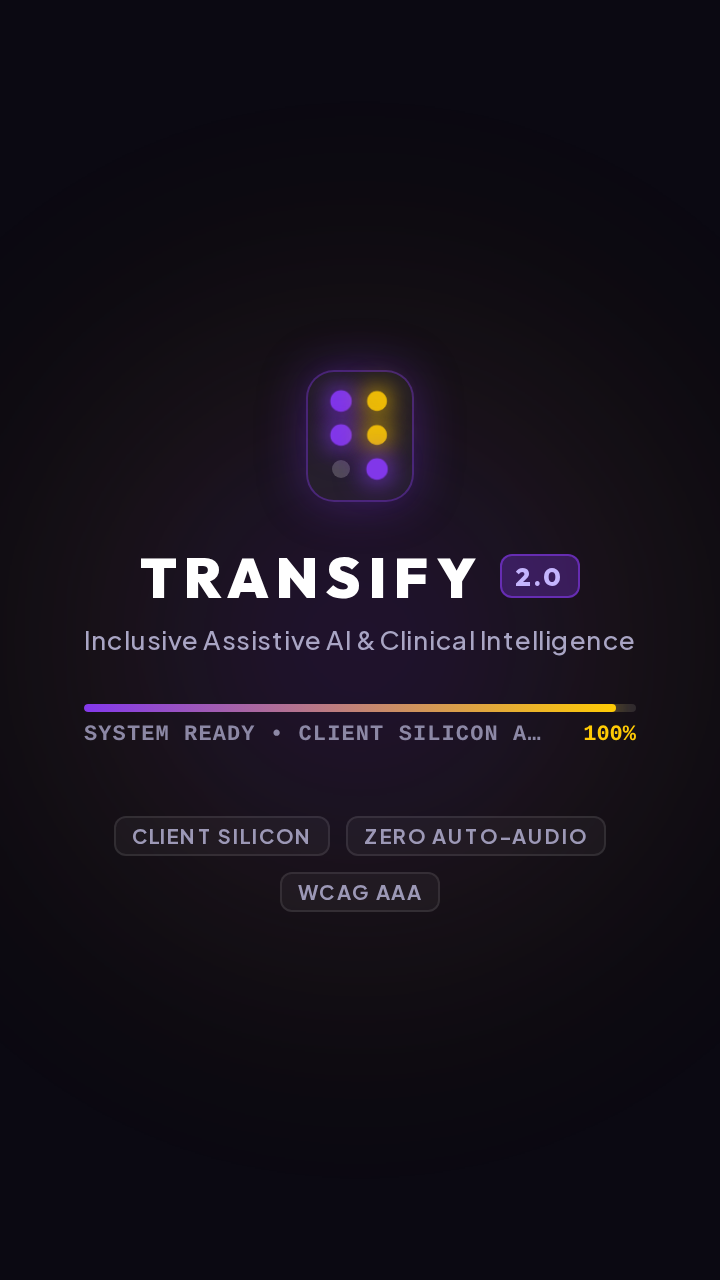 TRANSIFY 2.0
Inclusive Assistive AI & Clinical Intelligence
SYSTEM READY • CLIENT SILICON A… 100%
CLIENT SILICON ZERO AUTO-AUDIO
WCAG AAA